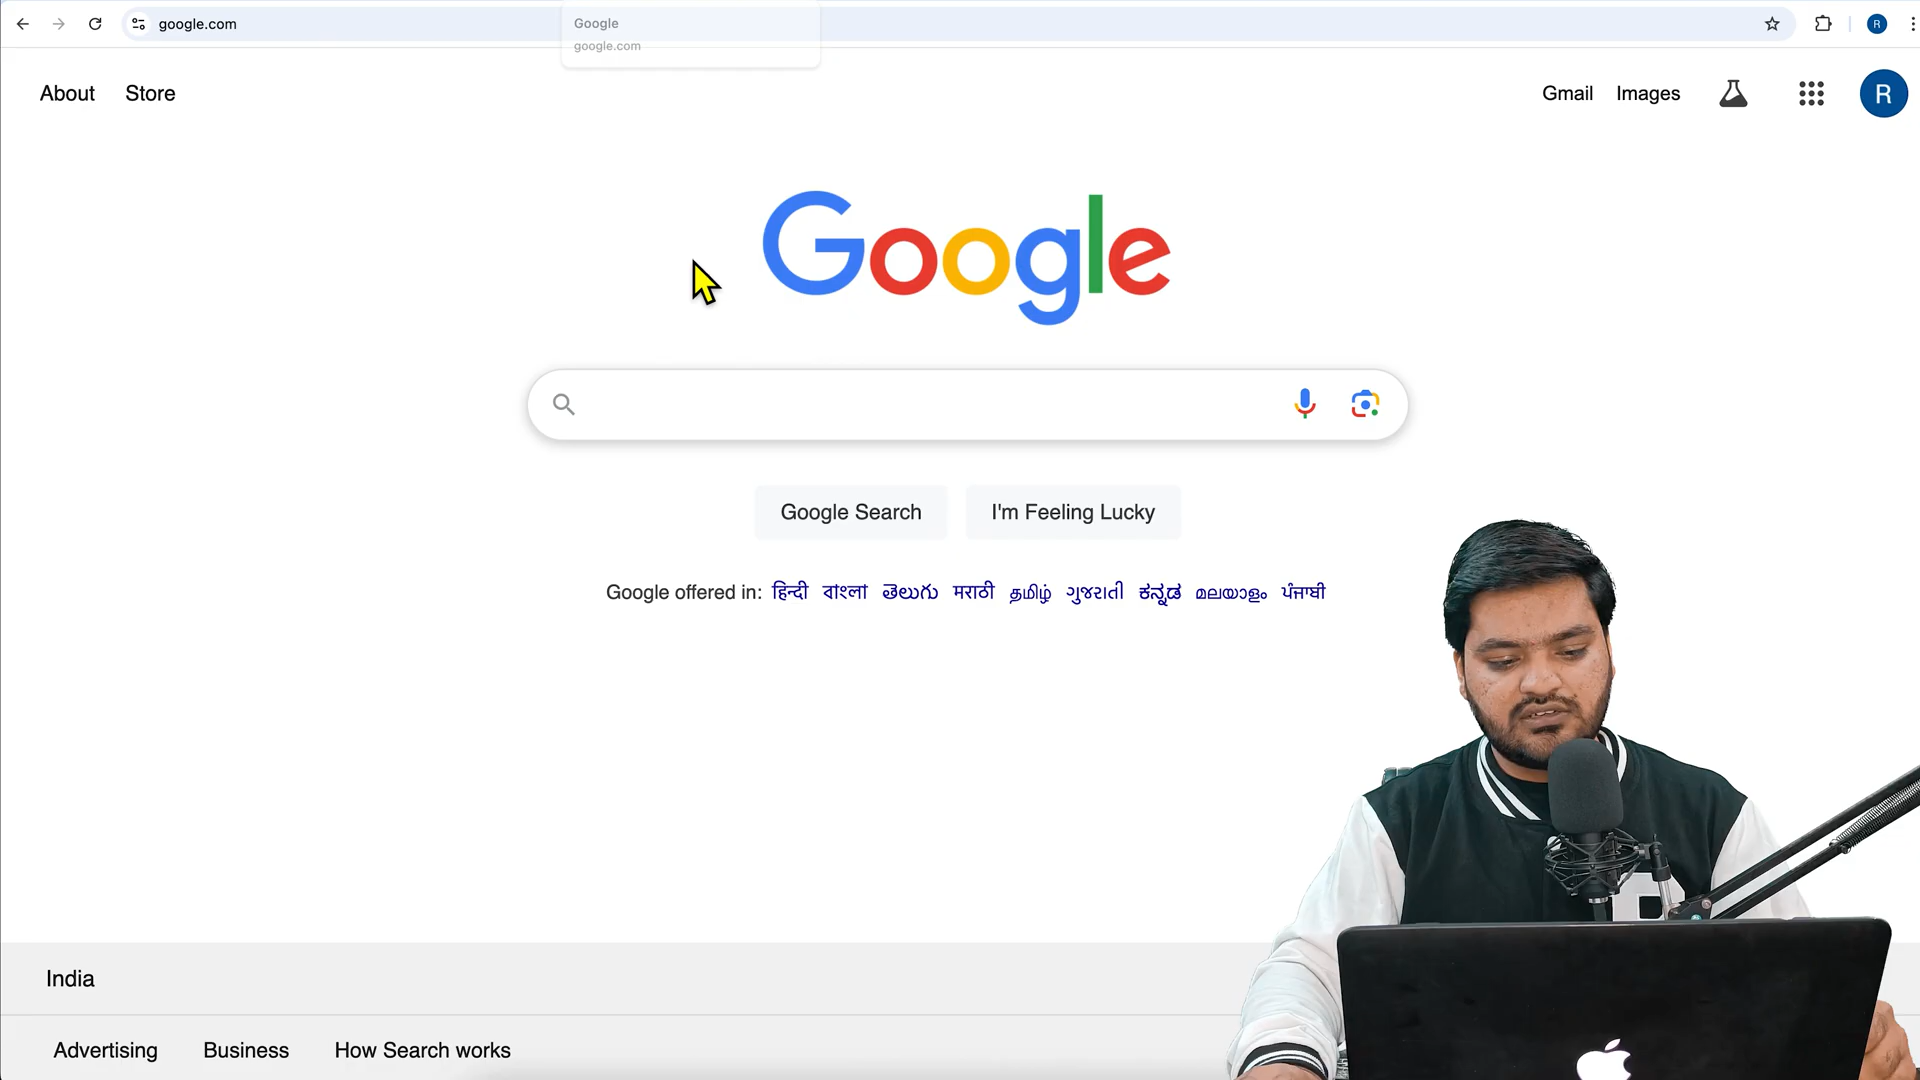 google.com
Google
google.com
R
About Store
Gmail Images
R
Google
Google Search
I'm Feeling Lucky
Google offered in: हिन्दी বাংলা తెలుగు मराठी தமிழ் ગુજરાતી ಕನ್ನಡ മലയാളം ਪੰਜਾਬੀ
India
Advertising Business How Search works